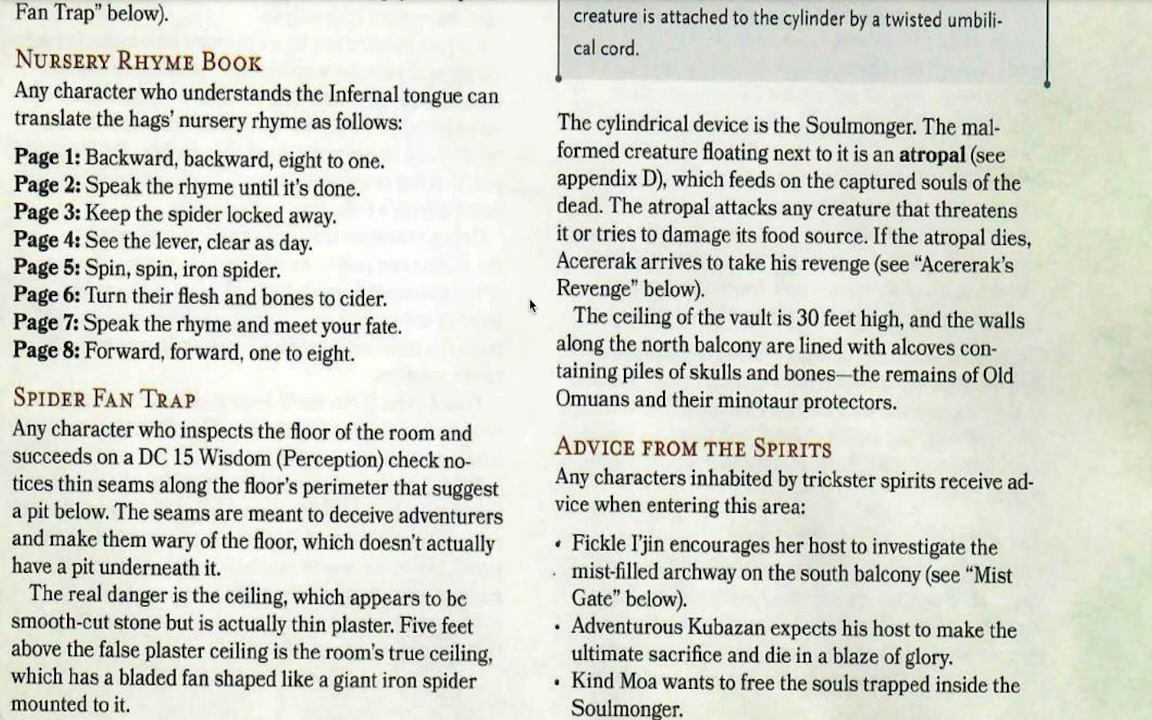 Fan Trap" below).
NURSERY RHYME BOOK
Any character who understands the Infernal tongue can
translate the hags' nursery rhyme as follows:
Page 1: Backward, backward, eight to one.
Page 2: Speak the rhyme until it's done.
Page 3: Keep the spider locked away.
Page 4: See the lever, clear as day.
Page 5: Spin, spin, iron spider.
Page 6: Turn their flesh and bones to cider.
Page 7: Speak the rhyme and meet your fate.
Page 8: Forward, forward, one to eight.
SPIDER FAN TRAP
Any character who inspects the floor of the room and
succeeds on a DC 15 Wisdom (Perception) check no-
tices thin seams along the floor's perimeter that suggest
a pit below. The seams are meant to deceive adventurers
and make them wary of the floor, which doesn't actually
have a pit underneath it.
The real danger is the ceiling, which appears to be
smooth-cut stone but is actually thin plaster. Five feet
above the false plaster ceiling is the room's true ceiling,
which has a bladed fan shaped like a giant iron spider
mounted to it.
creature is attached to the cylinder by a twisted umbili-
cal cord.
The cylindrical device is the Soulmonger. The mal-
formed creature floating next to it is an atropal (see
appendix D), which feeds on the captured souls of the
dead. The atropal attacks any creature that threatens
it or tries to damage its food source. If the atropal dies,
Acererak arrives to take his revenge (see "Acererak's
Revenge" below).
The ceiling of the vault is 30 feet high, and the walls
along the north balcony are lined with alcoves con-
taining piles of skulls and bones—the remains of Old
Omuans and their minotaur protectors.
ADVICE FROM THE SPIRITS
Any characters inhabited by trickster spirits receive ad-
vice when entering this area:
• Fickle I'jin encourages her host to investigate the
mist-filled archway on the south balcony (see "Mist
Gate" below).
• Adventurous Kubazan expects his host to make the
ultimate sacrifice and die in a blaze of glory.
• Kind Moa wants to free the souls trapped inside the
Soulmonger.